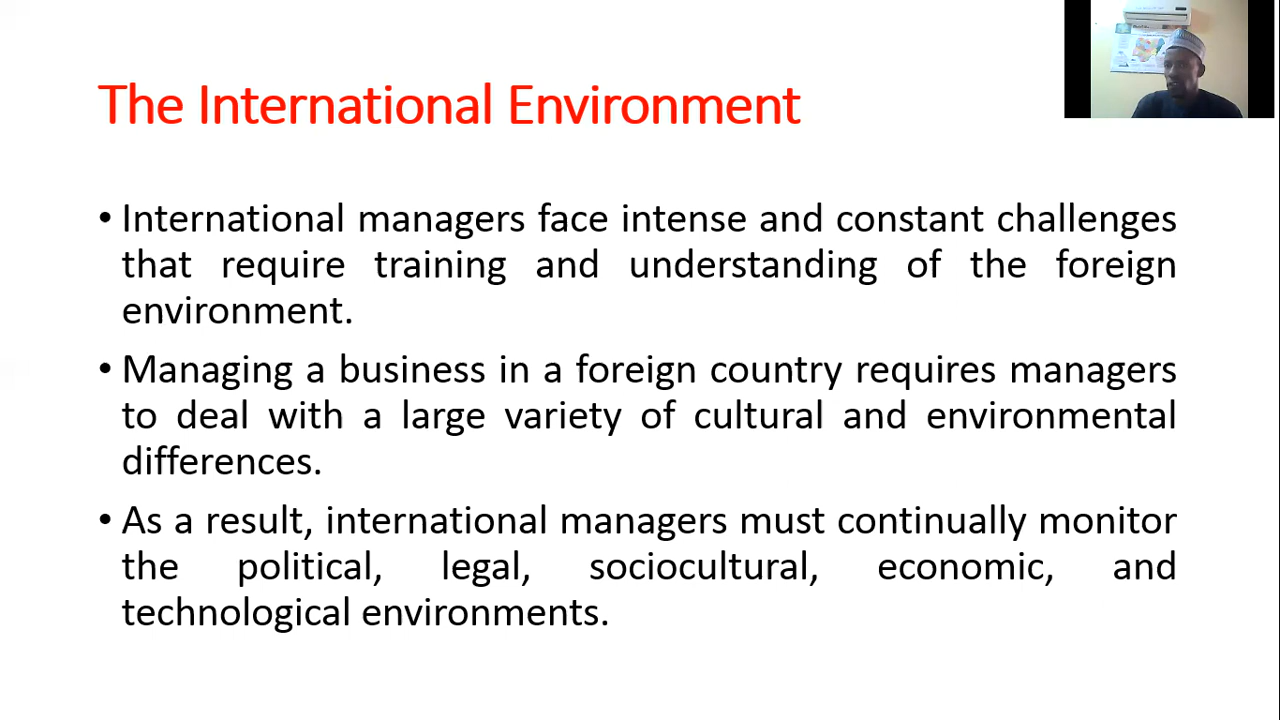 The International Environment
• International managers face intense and constant challenges
that require training and understanding of the foreign
environment.
• Managing a business in a foreign country requires managers
to deal with a large variety of cultural and environmental
differences.
• As a result, international managers must continually monitor
the political, legal, sociocultural, economic, and
technological environments.